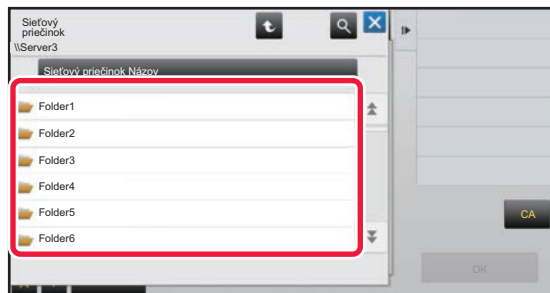 Sieťový
priečinok
\\Server3
Sieťový priečinok Názov
Folder1
Folder2
Folder3
Folder4
Folder5
Folder6
CA
OK